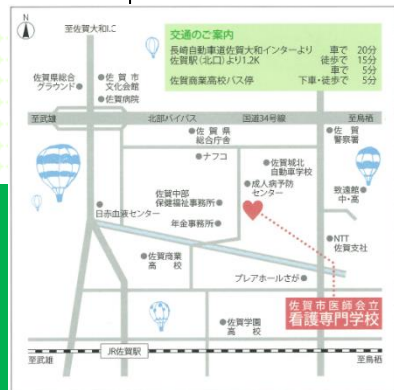 N
至佐賀大和I.C
交通のご案内
長崎自動車道佐賀大和インターより 車で 20分
佐賀駅(北口)より1.2K 徒歩で 15分
車で 5分
佐賀商業高校バス停 下車・徒歩で 5分
佐賀県総合
グラウンド
佐賀市
文化会館
佐賀病院
至武雄
北部バイパス
国道34号線
至鳥栖
佐賀県
総合庁舎
佐賀
警察署
ナフコ
佐賀城北
自動車学校
成人病予防
センター
致遠館
中・高
佐賀中部
保健福祉事務所
日赤血液センター
年金事務所
NTT
佐賀支社
佐賀商業
高校
プレアホールさが
佐賀市医師会立
看護専門学校
佐賀学園
高校
JR佐賀駅
至武雄
至鳥栖